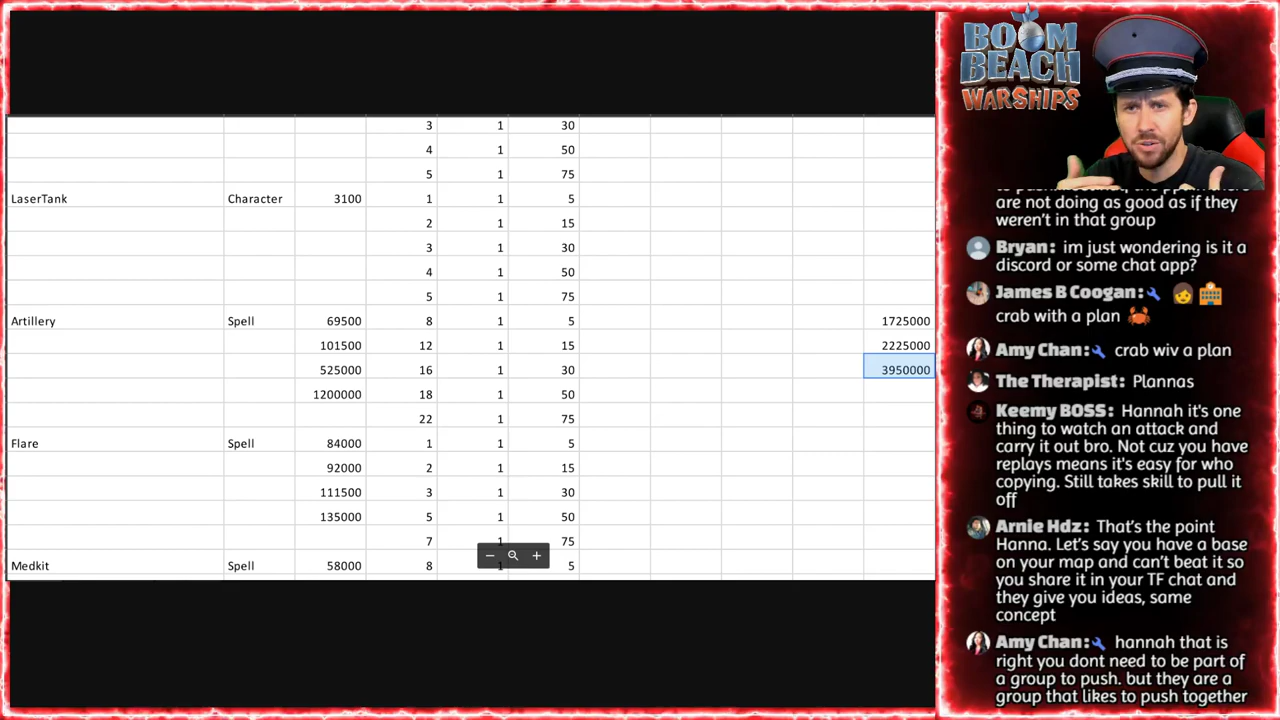 3 1 30
4 1 50
5 1 75
LaserTank Character 3100 1 1 5
2 1 15
3 1 30
4 1 50
5 1 75
Artillery Spell 69500 8 1 5 1725000
101500 12 1 15 2225000
525000 16 1 30 3950000
1200000 18 1 50
22 1 75
Flare Spell 84000 1 1 5
92000 2 1 15
111500 3 1 30
135000 5 1 50
7 1 75
Medkit Spell 58000 8 1 5
BOOM
BEACH
WARSHIPS
are not doing as good as if they
weren't in that group
Bryan: im just wondering is it a
discord or some chat app?
James B Coogan:
crab with a plan
Amy Chan: crab wiv a plan
The Therapist: Plannas
Keemy BOSS: Hannah it's one
thing to watch an attack and
carry it out bro. Not cuz you have
replays means it's easy for who
copying. Still takes skill to pull it
off
Arnie Hdz: That's the point
Hanna. Let's say you have a base
on your map and can't beat it so
you share it in your TF chat and
they give you ideas, same
concept
Amy Chan: hannah that is
right you dont need to be part of
a group to push. but they are a
group that likes to push together